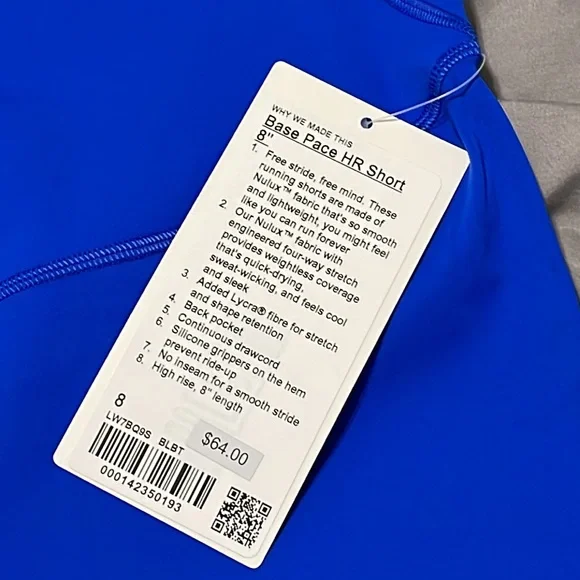 WHY WE MADE THIS
Base Pace HR Short
8"
1. Free stride, free mind. These
running shorts are made of
Nulux™ fabric that's so smooth
and lightweight, you might feel
like you can run forever
2. Our Nulux™ fabric with
engineered four-way stretch
provides weightless coverage
that's quick-drying,
sweat-wicking, and feels cool
and sleek
3. Added Lycra® fibre for stretch
and shape retention
4. Back pocket
5. Continuous drawcord
6. Silicone grippers on the hem
prevent ride-up
7. No inseam for a smooth stride
8. High rise, 8" length
8
LW7BQ9S BLBT
$64.00
000142350193